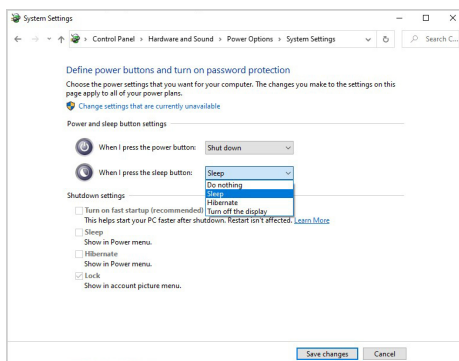 System Settings
Control Panel > Hardware and Sound > Power Options > System Settings
Search C...
Define power buttons and turn on password protection
Choose the power settings that you want for your computer. The changes you make to the settings on this
page apply to all of your power plans.
Change settings that are currently unavailable
Power and sleep button settings
When I press the power button: Shut down
When I press the sleep button: Sleep
Do nothing
Sleep
Hibernate
Turn off the display
Shutdown settings
Turn on fast startup (recommended)
This helps start your PC faster after shutdown. Restart isn't affected. Learn More
Sleep
Show in Power menu.
Hibernate
Show in Power menu.
Lock
Show in account picture menu.
Save changes Cancel